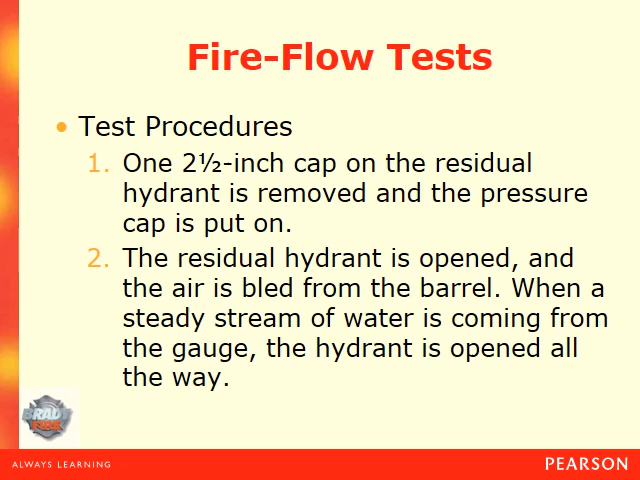 Fire-Flow Tests
• Test Procedures
1. One 2½-inch cap on the residual
hydrant is removed and the pressure
cap is put on.
2. The residual hydrant is opened, and
the air is bled from the barrel. When a
steady stream of water is coming from
the gauge, the hydrant is opened all
the way.
BRADY
FIRE
ALWAYS LEARNING
PEARSON